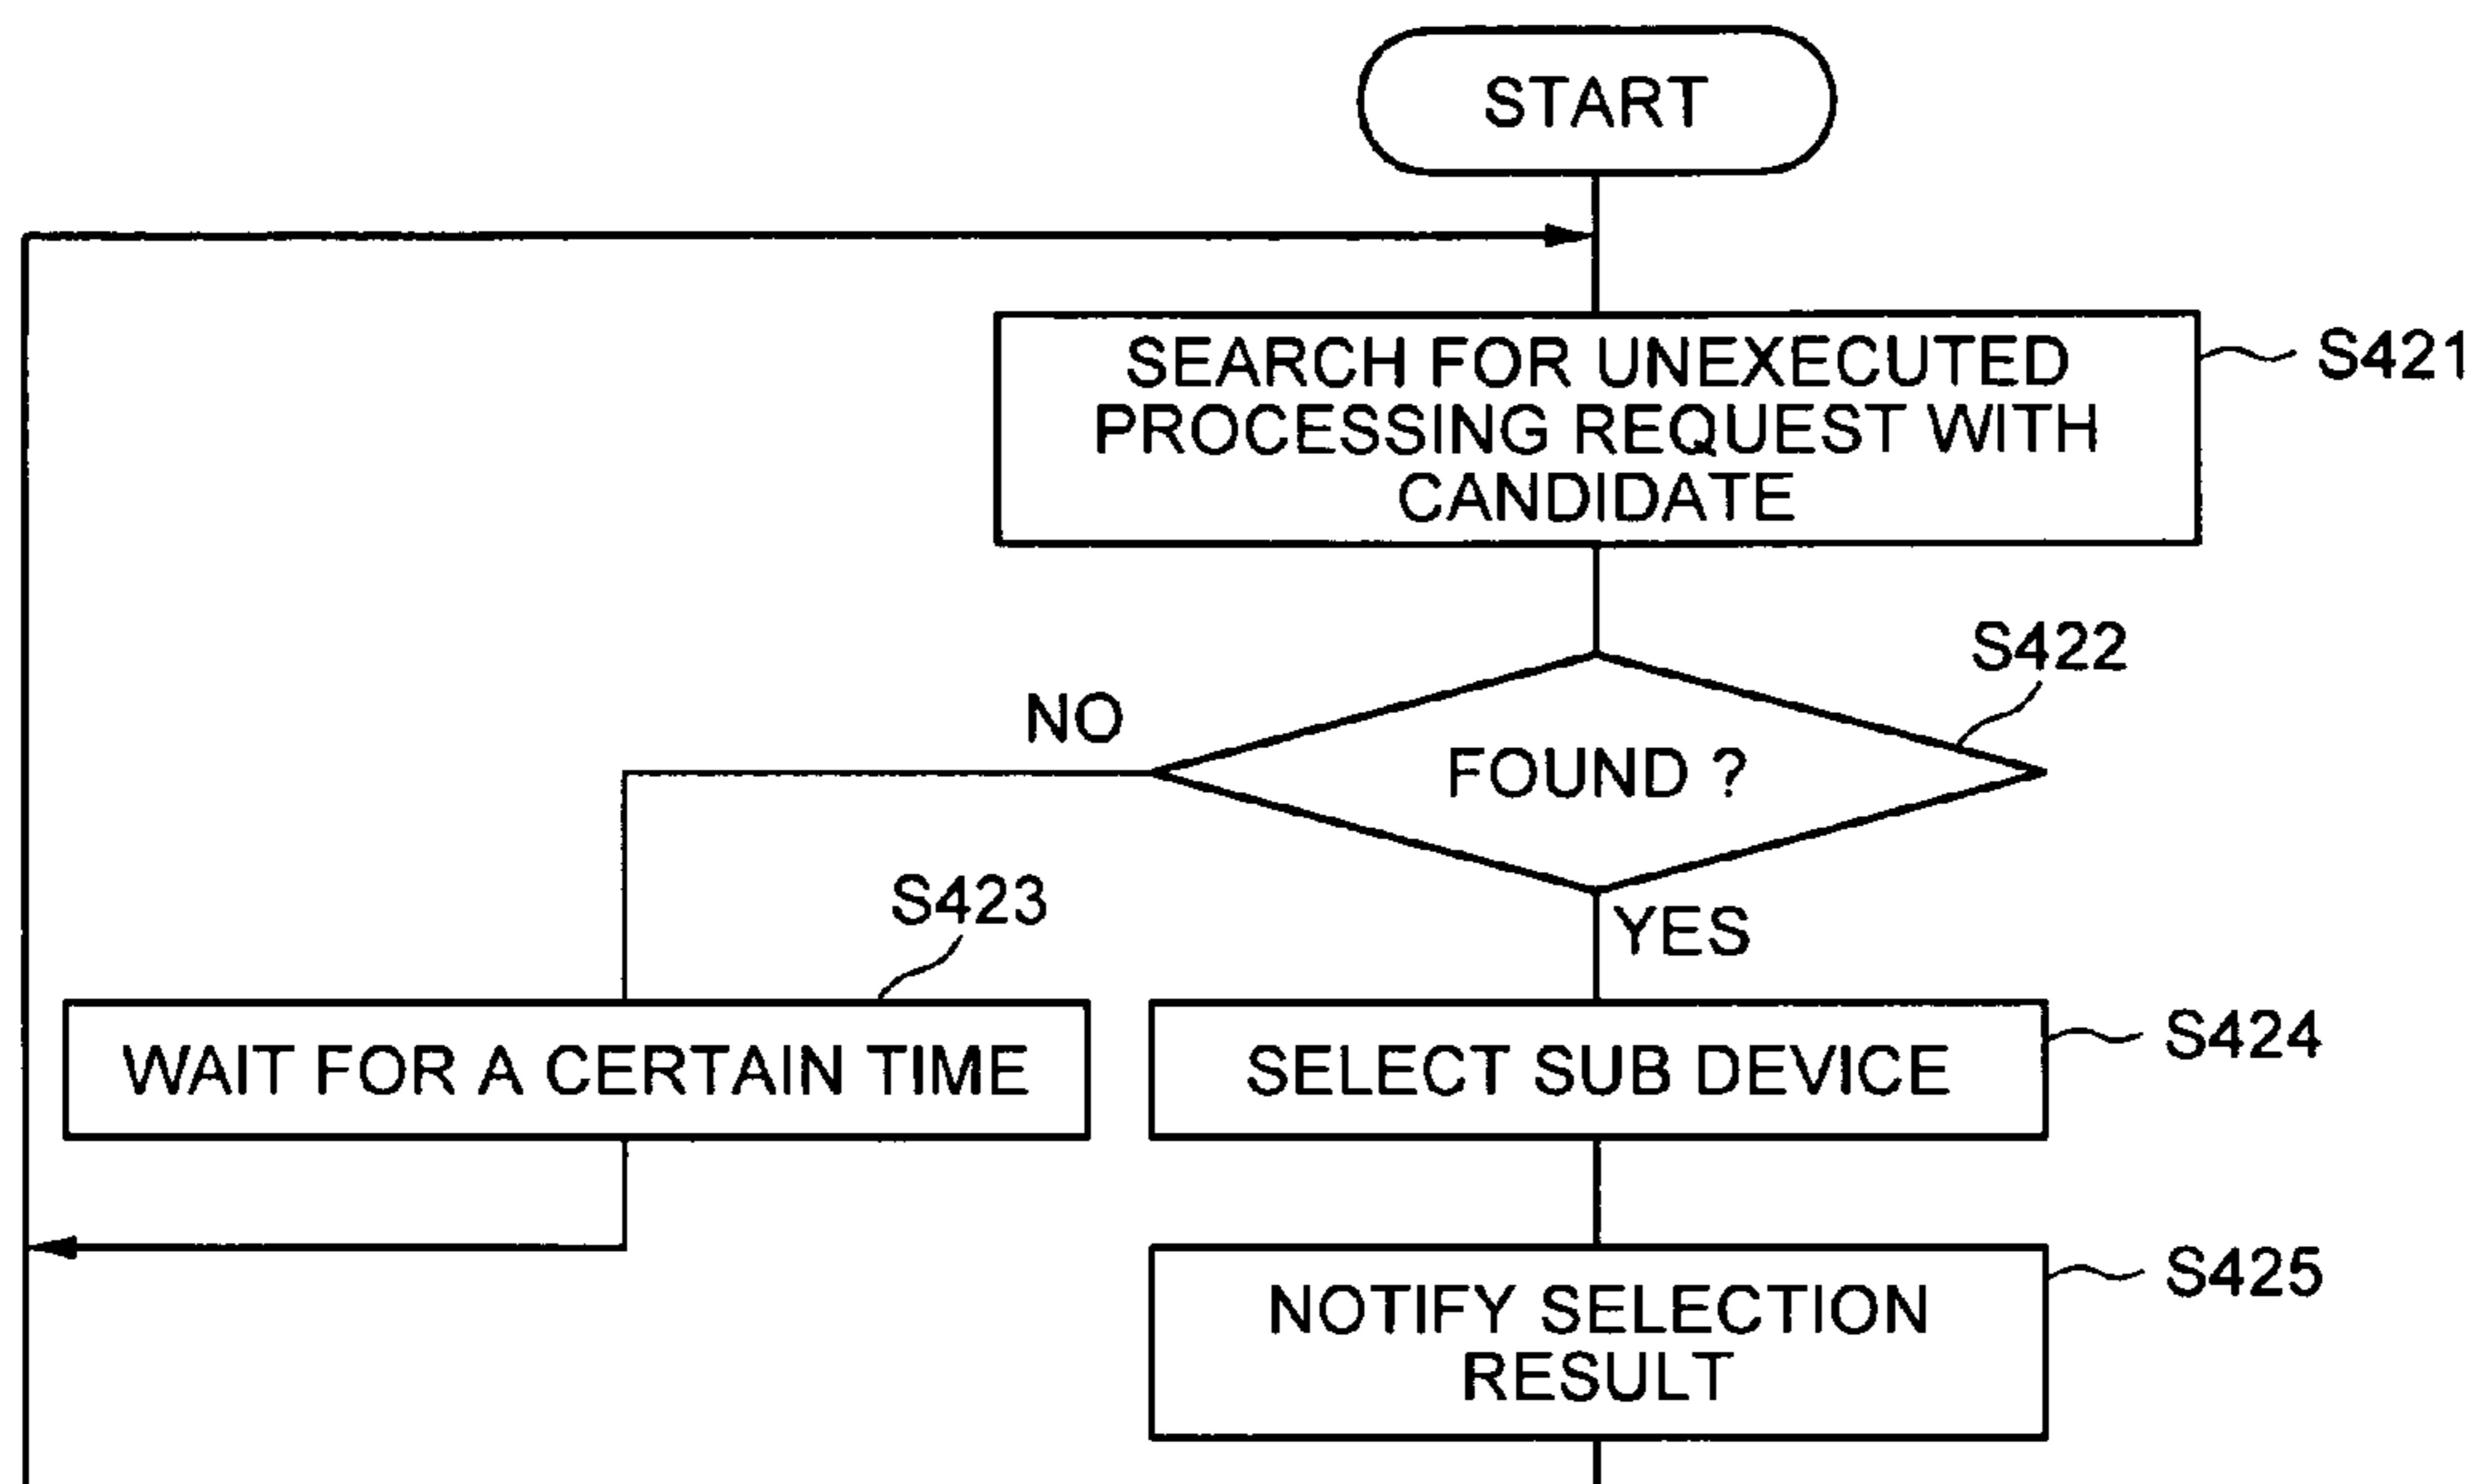 START
SEARCH FOR UNEXECUTED
PROCESSING REQUEST WITH
CANDIDATE
S421
S422
NO
FOUND ?
YES
S423
WAIT FOR A CERTAIN TIME
SELECT SUB DEVICE
S424
NOTIFY SELECTION
RESULT
S425